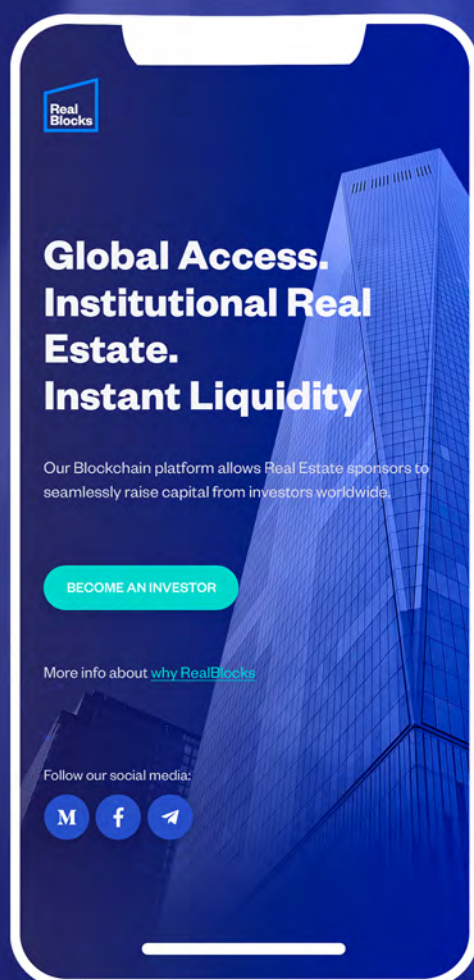 Real
Blocks
Global Access.
Institutional Real
Estate.
Instant Liquidity
Our Blockchain platform allows Real Estate sponsors to
seamlessly raise capital from investors worldwide.
BECOME AN INVESTOR
More info about why RealBlocks
Follow our social media:
M f